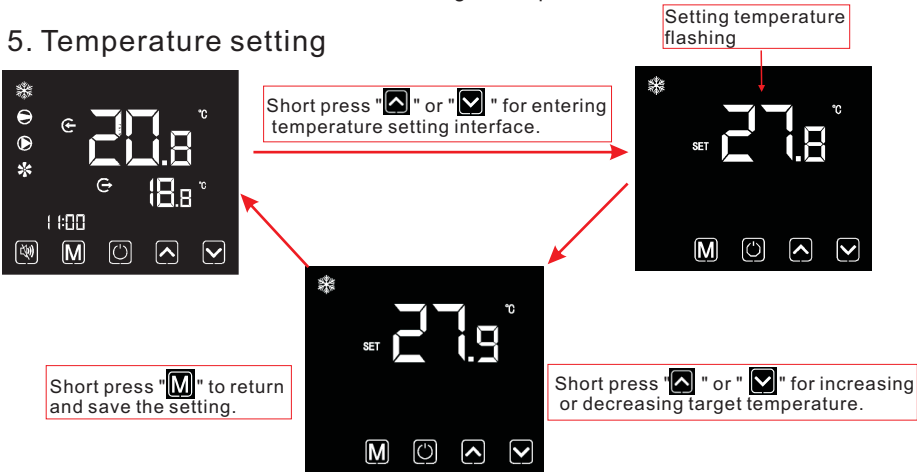 Setting temperature
flashing
5. Temperature setting
20.8 °C
18.8 °C
11:00
M
Short press " " or " " for entering
temperature setting interface.
SET 27.8 °C
M
SET 27.9 °C
M
Short press "M" to return
and save the setting.
Short press " " or " " for increasing
or decreasing target temperature.